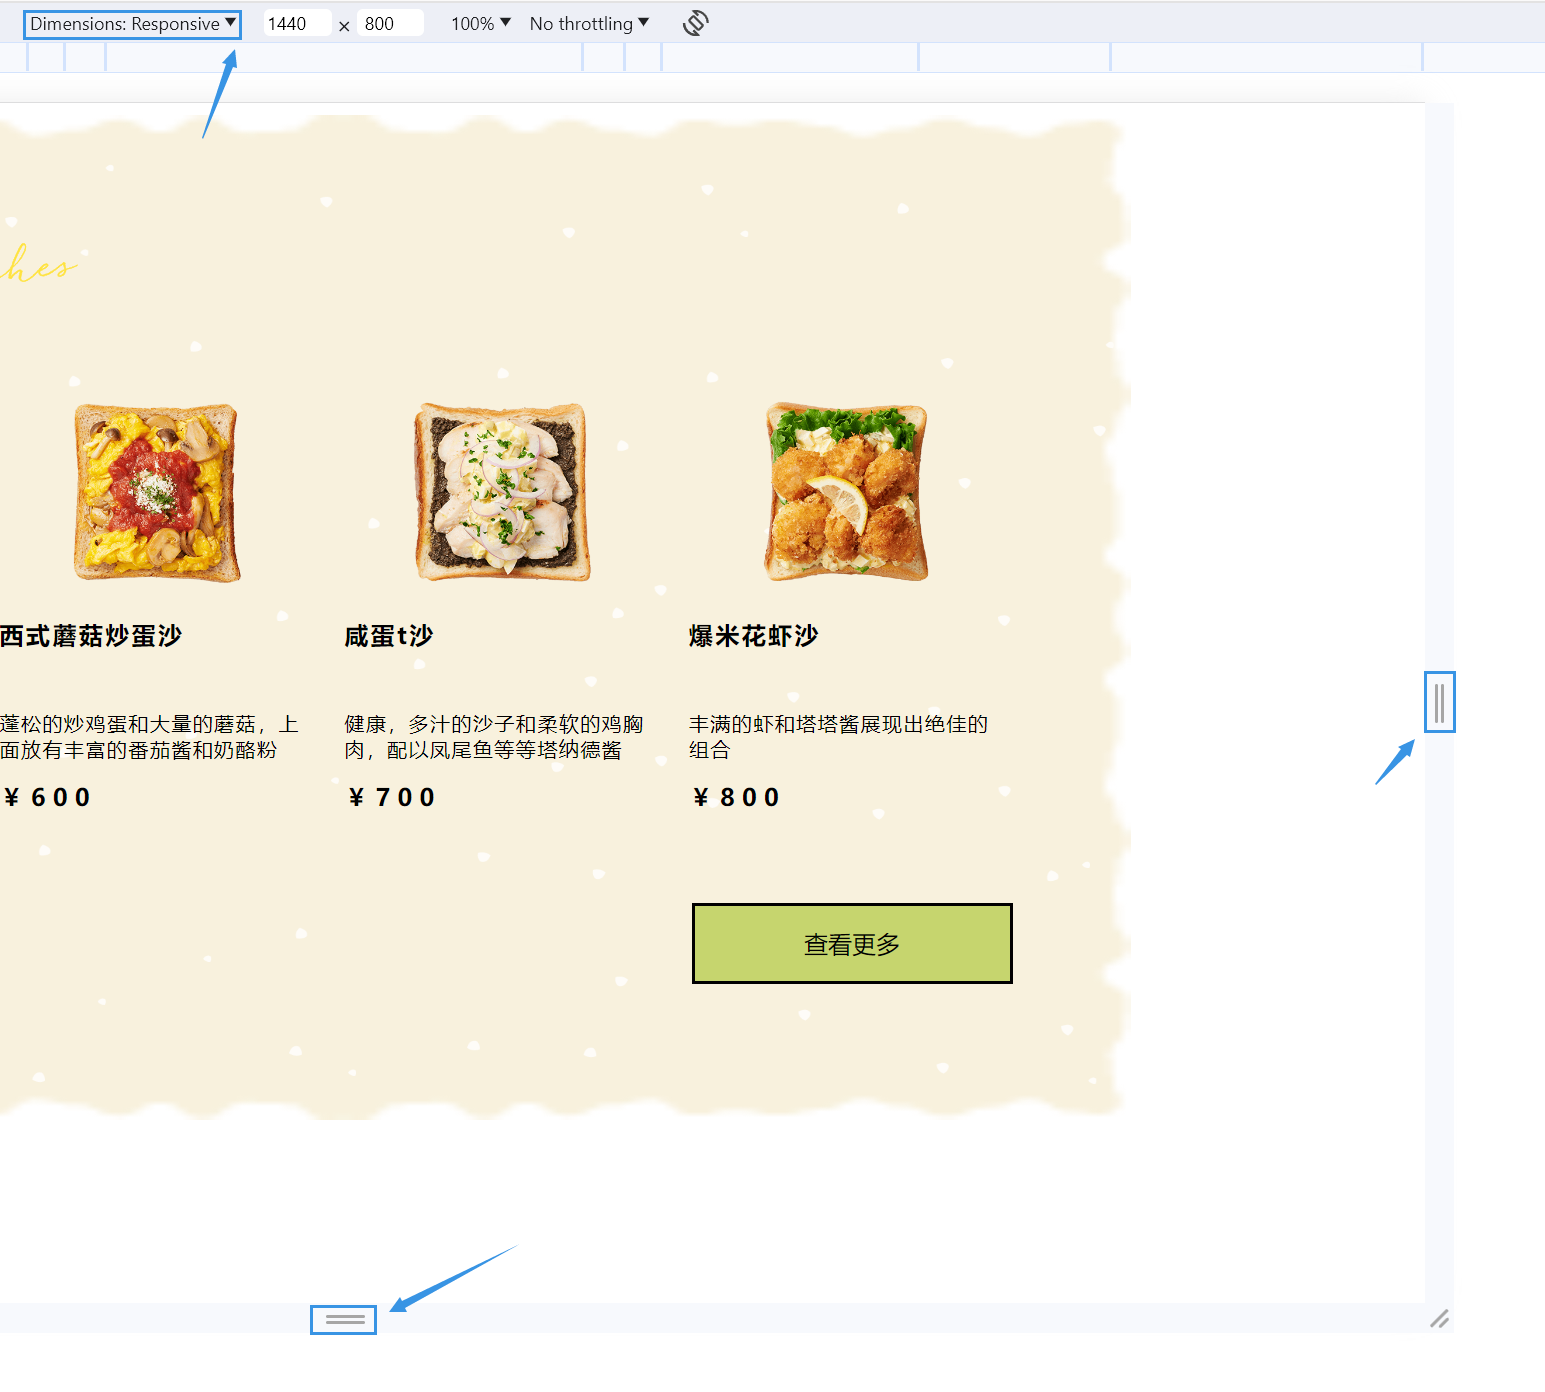 Dimensions: Responsive ▼ 1440 × 800 100% ▼ No throttling ▼
hes
西式蘑菇炒蛋沙
蓬松的炒鸡蛋和大量的蘑菇，上
面放有丰富的番茄酱和奶酪粉
¥ 600
咸蛋t沙
健康，多汁的沙子和柔软的鸡胸
肉，配以凤尾鱼等等塔纳德酱
¥ 700
爆米花虾沙
丰满的虾和塔塔酱展现出绝佳的
组合
¥ 800
查看更多